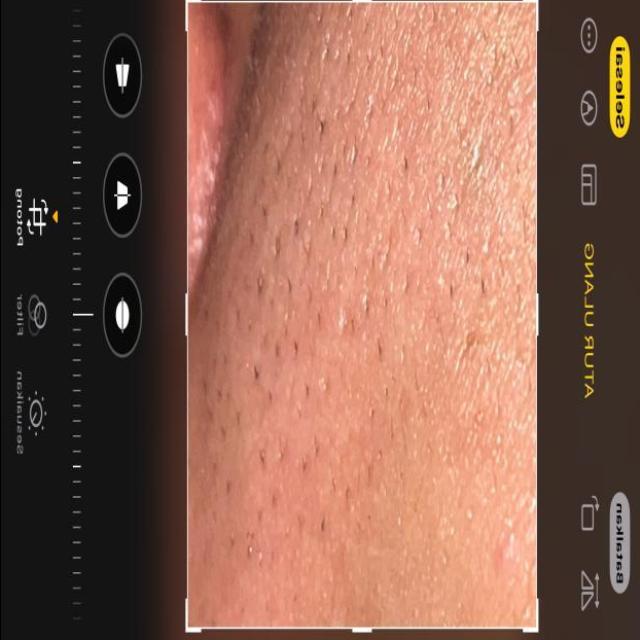 Batalkan
ATUR ULANG
Selesai
Sesuaikan
Filter
Potong